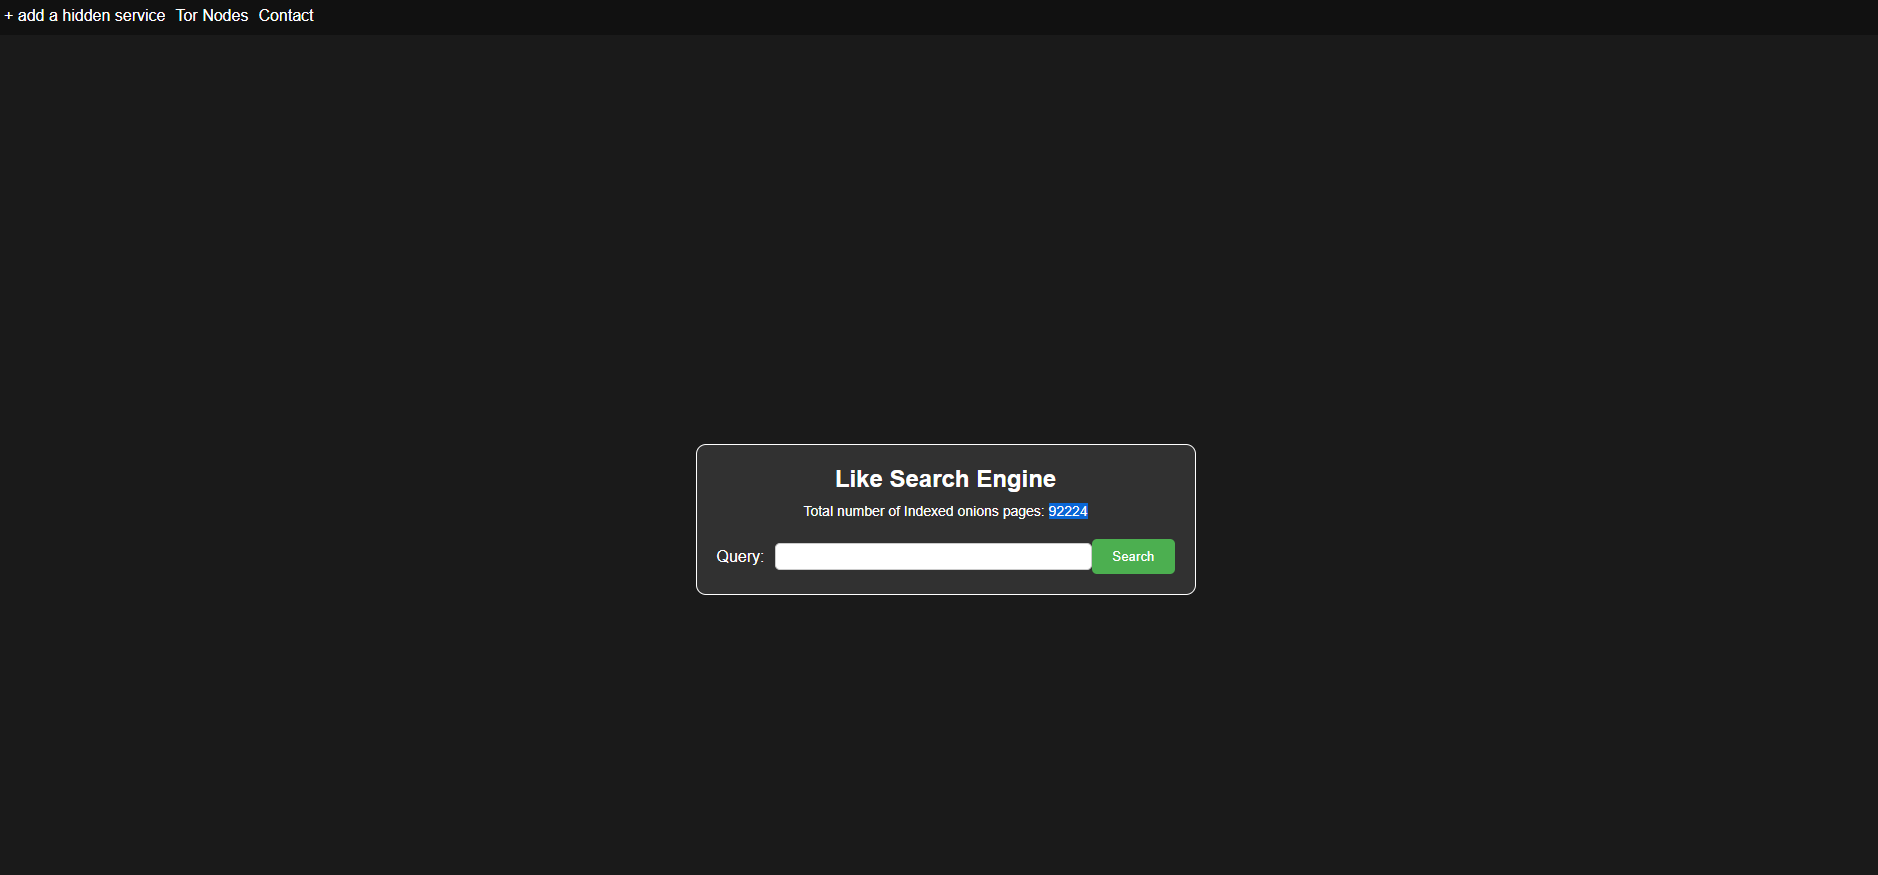 + add a hidden service Tor Nodes Contact
Like Search Engine
Total number of Indexed onions pages: 92224
Query: Search